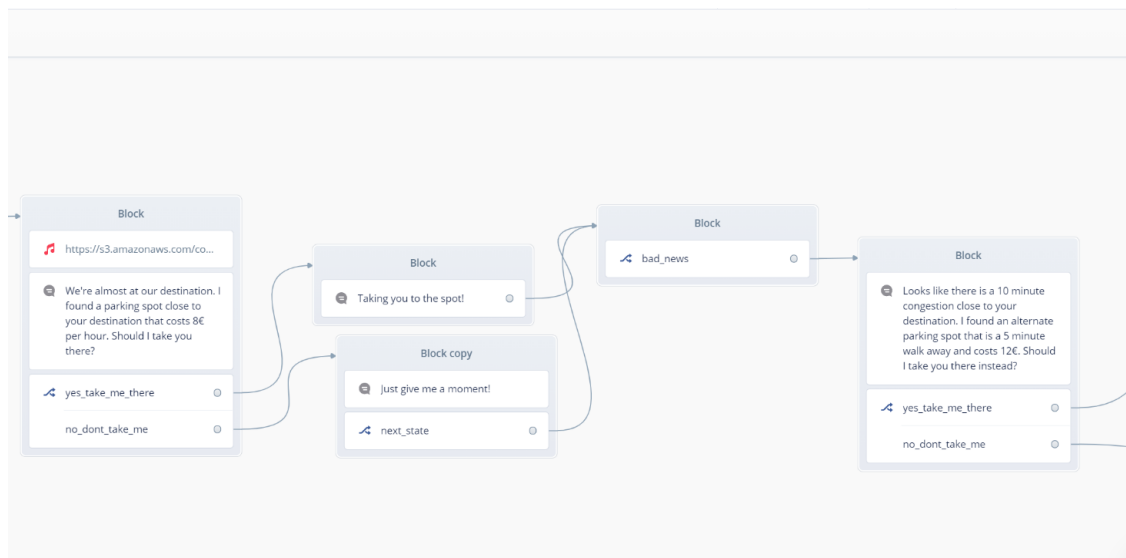 Block
https://s3.amazonaws.com/co...
We're almost at our destination. I
found a parking spot close to
your destination that costs 8€
per hour. Should I take you
there?
yes_take_me_there
no_dont_take_me
Block
Taking you to the spot!
Block copy
Just give me a moment!
next_state
Block
bad_news
Block
Looks like there is a 10 minute
congestion close to your
destination. I found an alternate
parking spot that is a 5 minute
walk away and costs 12€. Should
I take you there instead?
yes_take_me_there
no_dont_take_me